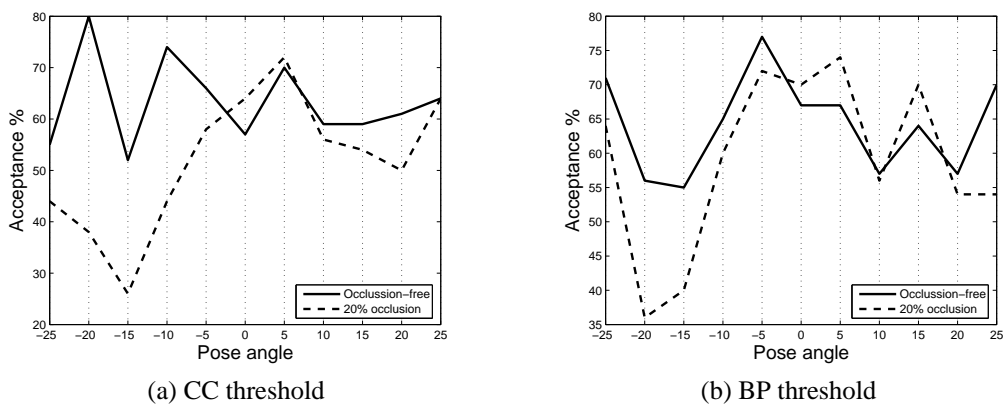 80
70
60
50
40
30
20
Acceptance %
−25 −20 −15 −10 −5 0 5 10 15 20 25
Pose angle
Occlussion−free
20% occlusion
(a) CC threshold
80
75
70
65
60
55
50
45
40
35
Acceptance %
−25 −20 −15 −10 −5 0 5 10 15 20 25
Pose angle
Occlussion−free
20% occlusion
(b) BP threshold